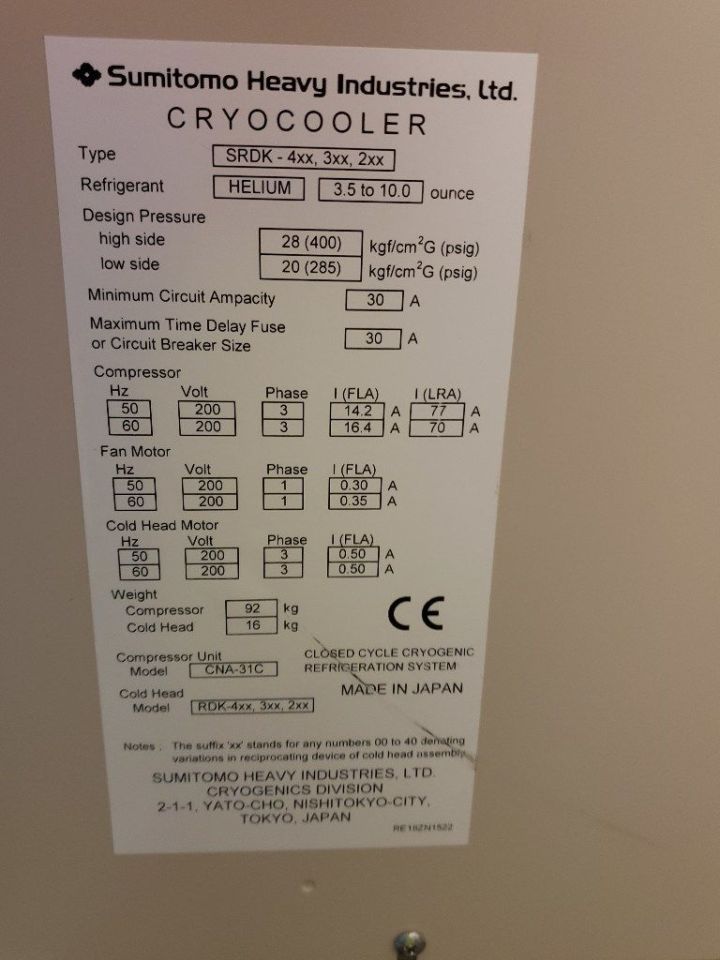 Sumitomo Heavy Industries, Ltd.
CRYOCOOLER
Type SRDK - 4xx, 3xx, 2xx
Refrigerant HELIUM 3.5 to 10.0 ounce
Design Pressure
high side 28 (400) kgf/cm²G (psig)
low side 20 (285) kgf/cm²G (psig)
Minimum Circuit Ampacity 30 A
Maximum Time Delay Fuse
or Circuit Breaker Size 30 A
Compressor
Hz Volt Phase I (FLA) I (LRA)
50 200 3 14.2 A 77 A
60 200 3 16.4 A 70 A
Fan Motor
Hz Volt Phase I (FLA)
50 200 1 0.30 A
60 200 1 0.35 A
Cold Head Motor
Hz Volt Phase I (FLA)
50 200 3 0.50 A
60 200 3 0.50 A
Weight
Compressor 92 kg
Cold Head 16 kg
CE
Compressor Unit
Model CNA-31C
CLOSED CYCLE CRYOGENIC
REFRIGERATION SYSTEM
MADE IN JAPAN
Cold Head
Model RDK-4xx, 3xx, 2xx
Notes : The suffix 'xx' stands for any numbers 00 to 40 denoting
variations in reciprocating device of cold head assembly.
SUMITOMO HEAVY INDUSTRIES, LTD.
CRYOGENICS DIVISION
2-1-1, YATO-CHO, NISHITOKYO-CITY,
TOKYO, JAPAN
RE18ZN1522